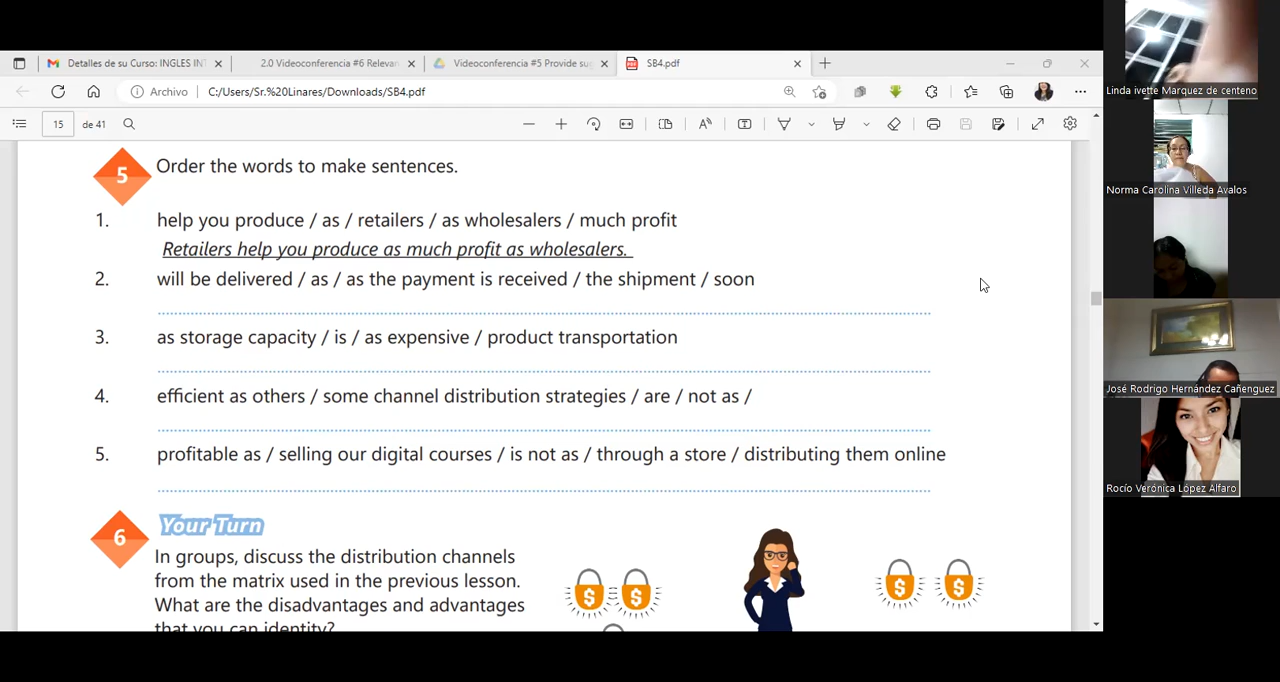 Detalles de su Curso: INGLES INT
2.0 Videoconferencia #6 Relevan
Videoconferencia #5 Provide sug
SB4.pdf
Archivo
C:/Users/Sr.%20Linares/Downloads/SB4.pdf
15 de 41
5 Order the words to make sentences.
1. help you produce / as / retailers / as wholesalers / much profit
Retailers help you produce as much profit as wholesalers.
2. will be delivered / as / as the payment is received / the shipment / soon
3. as storage capacity / is / as expensive / product transportation
4. efficient as others / some channel distribution strategies / are / not as /
5. profitable as / selling our digital courses / is not as / through a store / distributing them online
6 Your Turn
In groups, discuss the distribution channels
from the matrix used in the previous lesson.
What are the disadvantages and advantages
that you can identity?
$ $ $ $
Linda ivette Marquez de centeno
Norma Carolina Villeda Avalos
José Rodrigo Hernández Cañenguez
Rocío Verónica López Alfaro